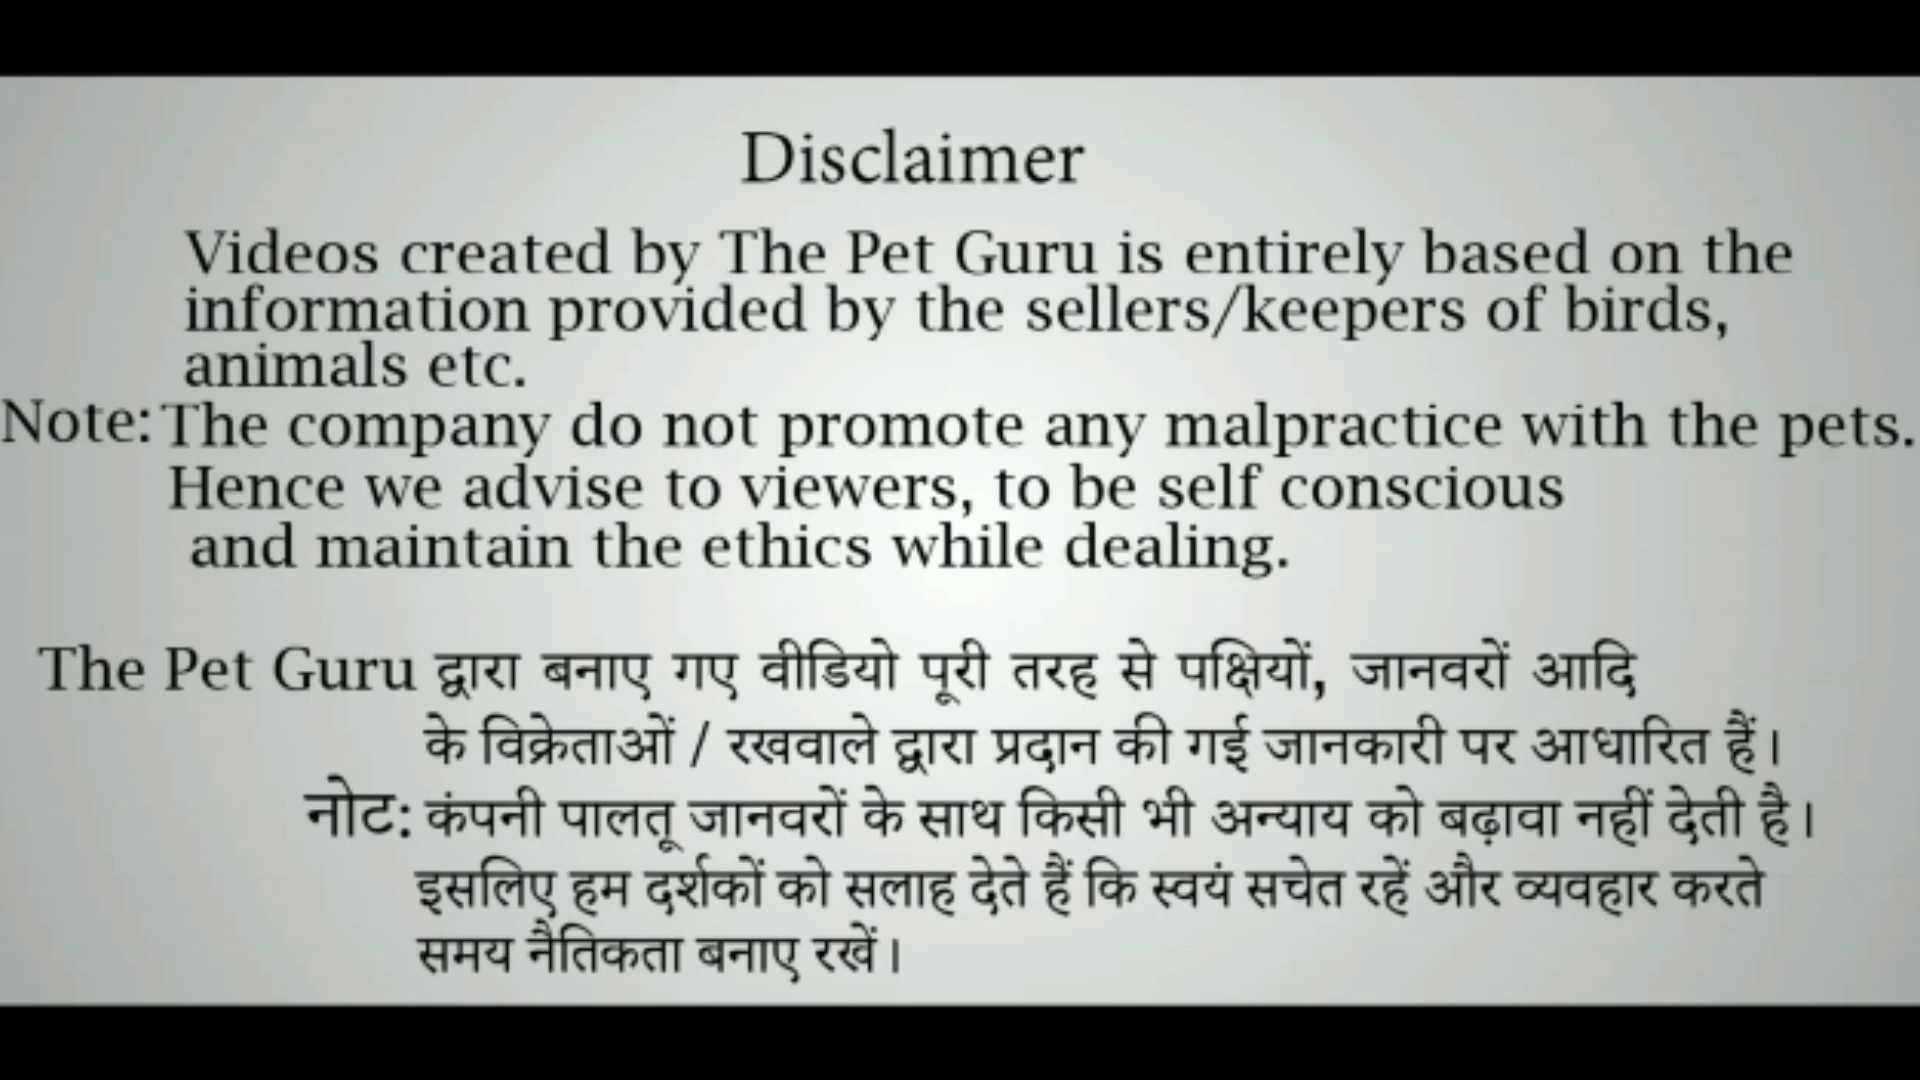 Disclaimer
Videos created by The Pet Guru is entirely based on the
information provided by the sellers/keepers of birds,
animals etc.
Note: The company do not promote any malpractice with the pets.
Hence we advise to viewers, to be self conscious
and maintain the ethics while dealing.
The Pet Guru द्वारा बनाए गए वीडियो पूरी तरह से पक्षियों, जानवरों आदि
के विक्रेताओं / रखवाले द्वारा प्रदान की गई जानकारी पर आधारित हैं।
नोट: कंपनी पालतू जानवरों के साथ किसी भी अन्याय को बढ़ावा नहीं देती है।
इसलिए हम दर्शकों को सलाह देते हैं कि स्वयं सचेत रहें और व्यवहार करते
समय नैतिकता बनाए रखें।